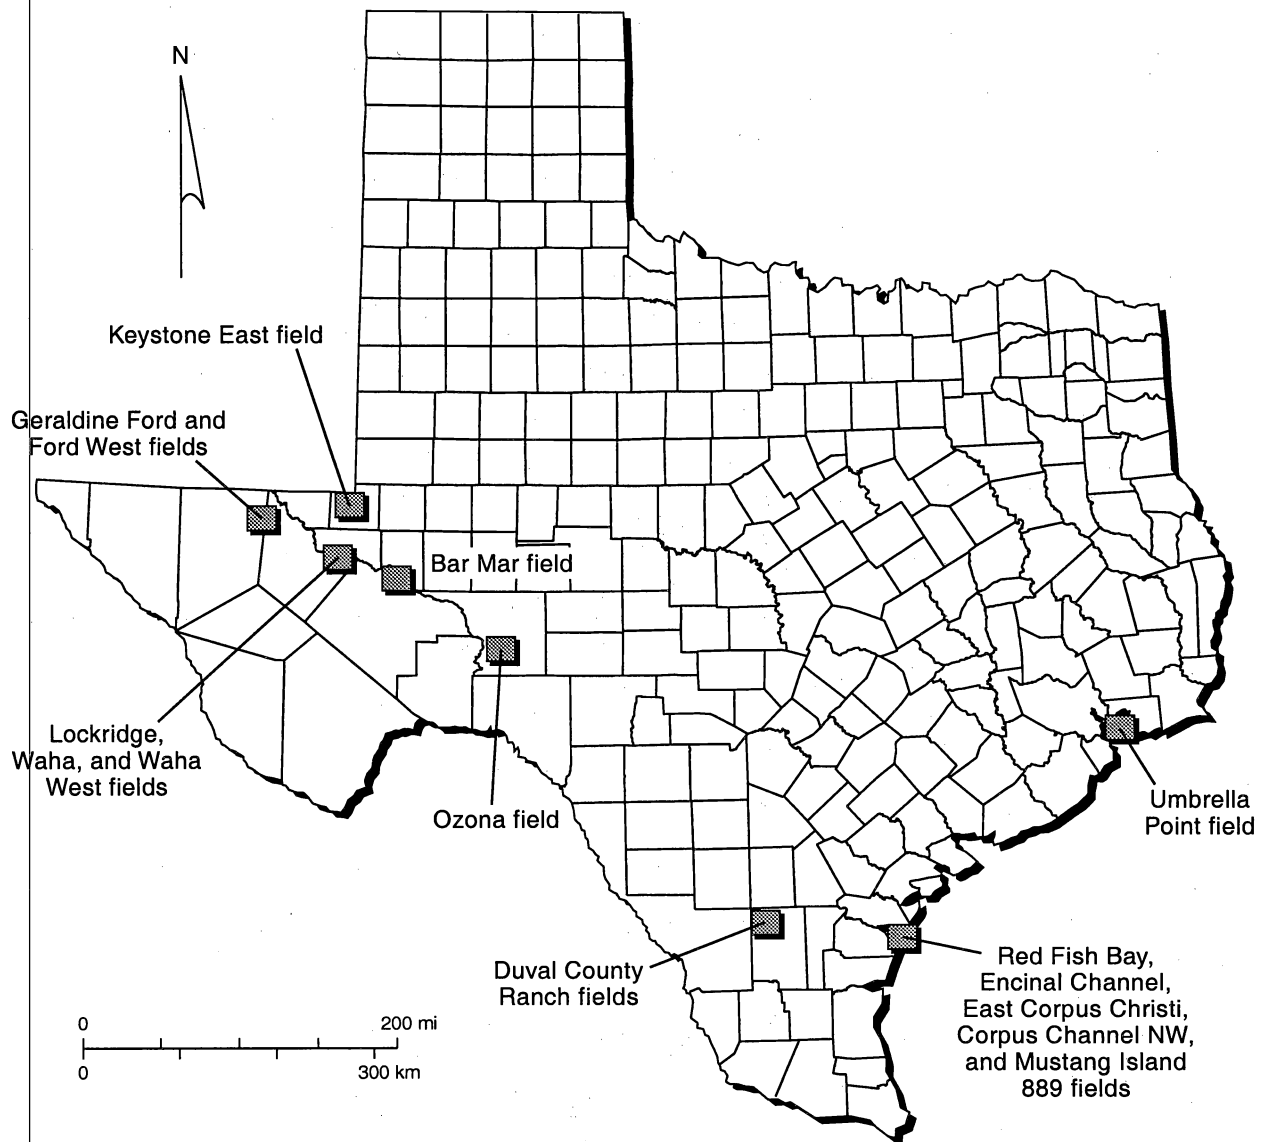 N
Keystone East field
Geraldine Ford and
Ford West fields
Bar Mar field
Lockridge,
Waha, and Waha
West fields
Ozona field
Umbrella
Point field
Duval County
Ranch fields
Red Fish Bay,
Encinal Channel,
East Corpus Christi,
Corpus Channel NW,
and Mustang Island
889 fields
0 200 mi
0 300 km